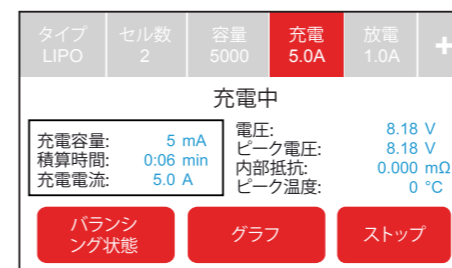 タイプ セル数 容量 充電 放電
LIPO 2 5000 5.0A 1.0A +
充電中
充電容量: 5 mA
積算時間: 0:06 min
充電電流: 5.0 A
電圧: 8.18 V
ピーク電圧: 8.18 V
内部抵抗: 0.000 mΩ
ピーク温度: 0 °C
バランシ
ング状態
グラフ
ストップ